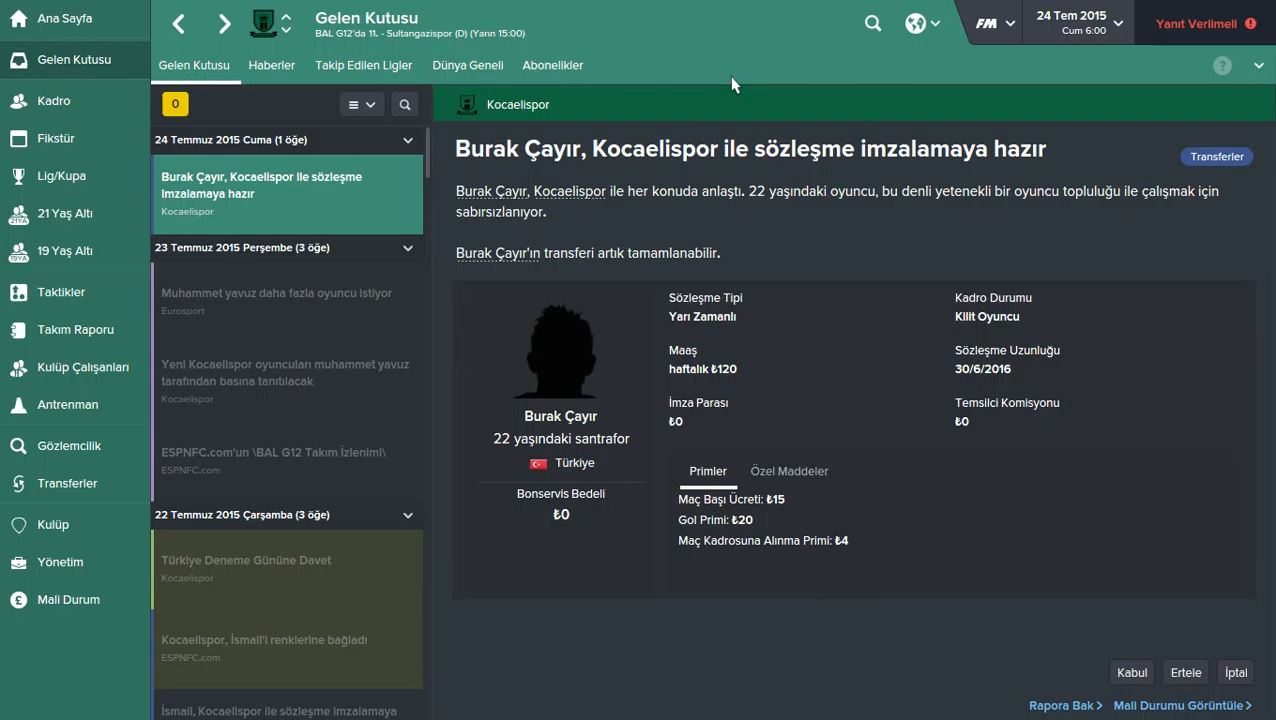 Ana Sayfa
Gelen Kutusu
Kadro
Fikstür
Lig/Kupa
21YA
21 Yaş Altı
19YA
19 Yaş Altı
Taktikler
Takım Raporu
Kulüp Çalışanları
Antrenman
Gözlemcilik
Transferler
Kulüp
Yönetim
£
Mali Durum
Gelen Kutusu
BAL G12'da 11. - Sultangazispor (D) (Yarın 15:00)
FM
24 Tem 2015
Cum 6:00
Yanıt Verilmeli
Gelen Kutusu
Haberler
Takip Edilen Ligler
Dünya Geneli
Abonelikler
?
0
24 Temmuz 2015 Cuma (1 öğe)
Burak Çayır, Kocaelispor ile sözleşme
imzalamaya hazır
Kocaelispor
23 Temmuz 2015 Perşembe (3 öğe)
Muhammet yavuz daha fazla oyuncu istiyor
Eurosport
Yeni Kocaelispor oyuncuları muhammet yavuz
tarafından basına tanıtılacak
Kocaelispor
ESPNFC.com'un \BAL G12 Takım İzlenimi\
ESPNFC.com
22 Temmuz 2015 Çarşamba (3 öğe)
Türkiye Deneme Gününe Davet
Kocaelispor
Kocaelispor, İsmail'i renklerine bağladı
ESPNFC.com
İsmail, Kocaelispor ile sözleşme imzalamaya
Kocaelispor
Burak Çayır, Kocaelispor ile sözleşme imzalamaya hazır
Transferler
Burak Çayır, Kocaelispor ile her konuda anlaştı. 22 yaşındaki oyuncu, bu denli yetenekli bir oyuncu topluluğu ile çalışmak için
sabırsızlanıyor.
Burak Çayır'ın transferi artık tamamlanabilir.
Burak Çayır
22 yaşındaki santrafor
Türkiye
Bonservis Bedeli
₺0
Sözleşme Tipi
Yarı Zamanlı
Kadro Durumu
Kilit Oyuncu
Maaş
haftalık ₺120
Sözleşme Uzunluğu
30/6/2016
İmza Parası
₺0
Temsilci Komisyonu
₺0
Primler
Özel Maddeler
Maç Başı Ücreti: ₺15
Gol Primi: ₺20
Maç Kadrosuna Alınma Primi: ₺4
Kabul
Ertele
İptal
Rapora Bak
Mali Durumu Görüntüle